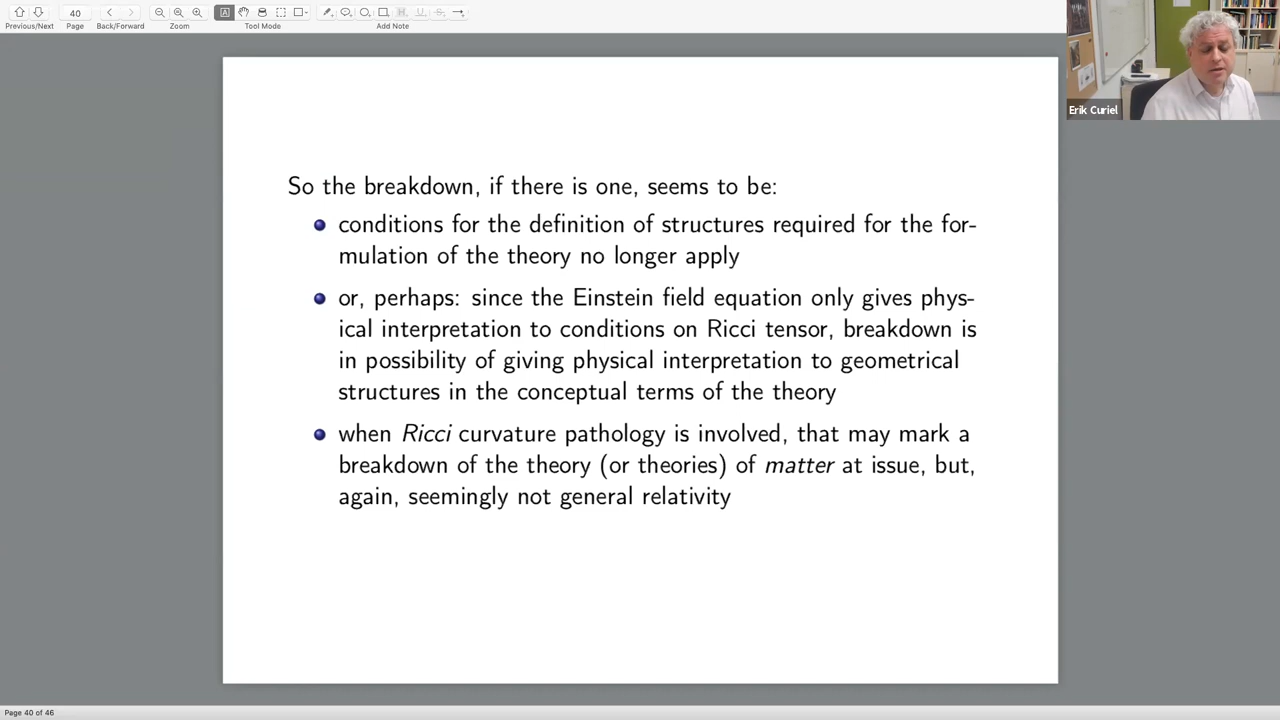 40
Previous/Next
Page
Back/Forward
Zoom
Tool Mode
Add Note
Erik Curiel
So the breakdown, if there is one, seems to be:
conditions for the definition of structures required for the for-
mulation of the theory no longer apply
or, perhaps: since the Einstein field equation only gives phys-
ical interpretation to conditions on Ricci tensor, breakdown is
in possibility of giving physical interpretation to geometrical
structures in the conceptual terms of the theory
when Ricci curvature pathology is involved, that may mark a
breakdown of the theory (or theories) of matter at issue, but,
again, seemingly not general relativity
Page 40 of 46